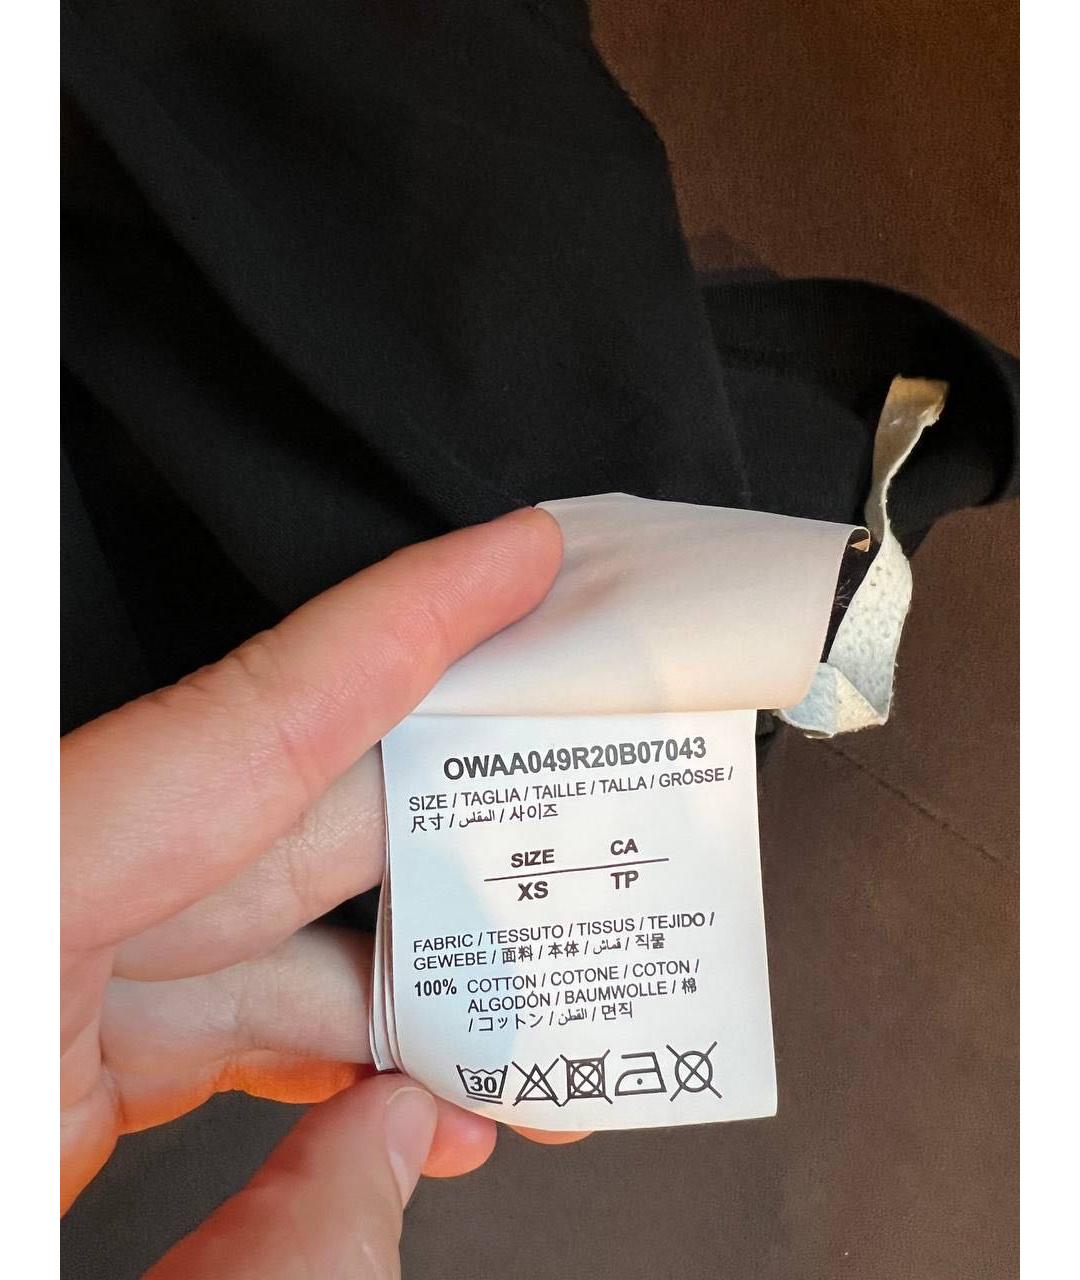 OWAA049R20B07043
SIZE / TAGLIA / TAILLE / TALLA / GRÖSSE /
尺寸 / المقلس / 사이즈
SIZE CA
XS TP
FABRIC / TESSUTO / TISSUS / TEJIDO /
GEWEBE / 面料 / 本体 / قماش / 직물
100% COTTON / COTONE / COTON /
ALGODÓN / BAUMWOLLE / 棉
/ コットン / القطن / 면직
30